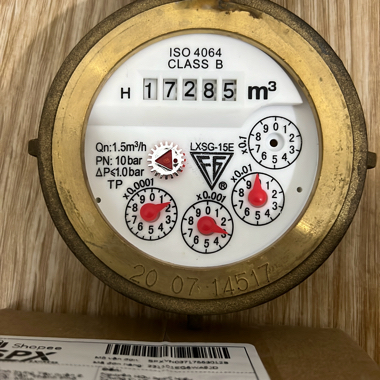 ISO 4064
CLASS B
H 17285 m³
Qn: 1.5m³/h
PN: 10bar
ΔP≤1.0bar
TP
LXSG-15E
®
x0.1
x0.01
x0.001
x0.0001
20 07 14517
Shopee
SPX